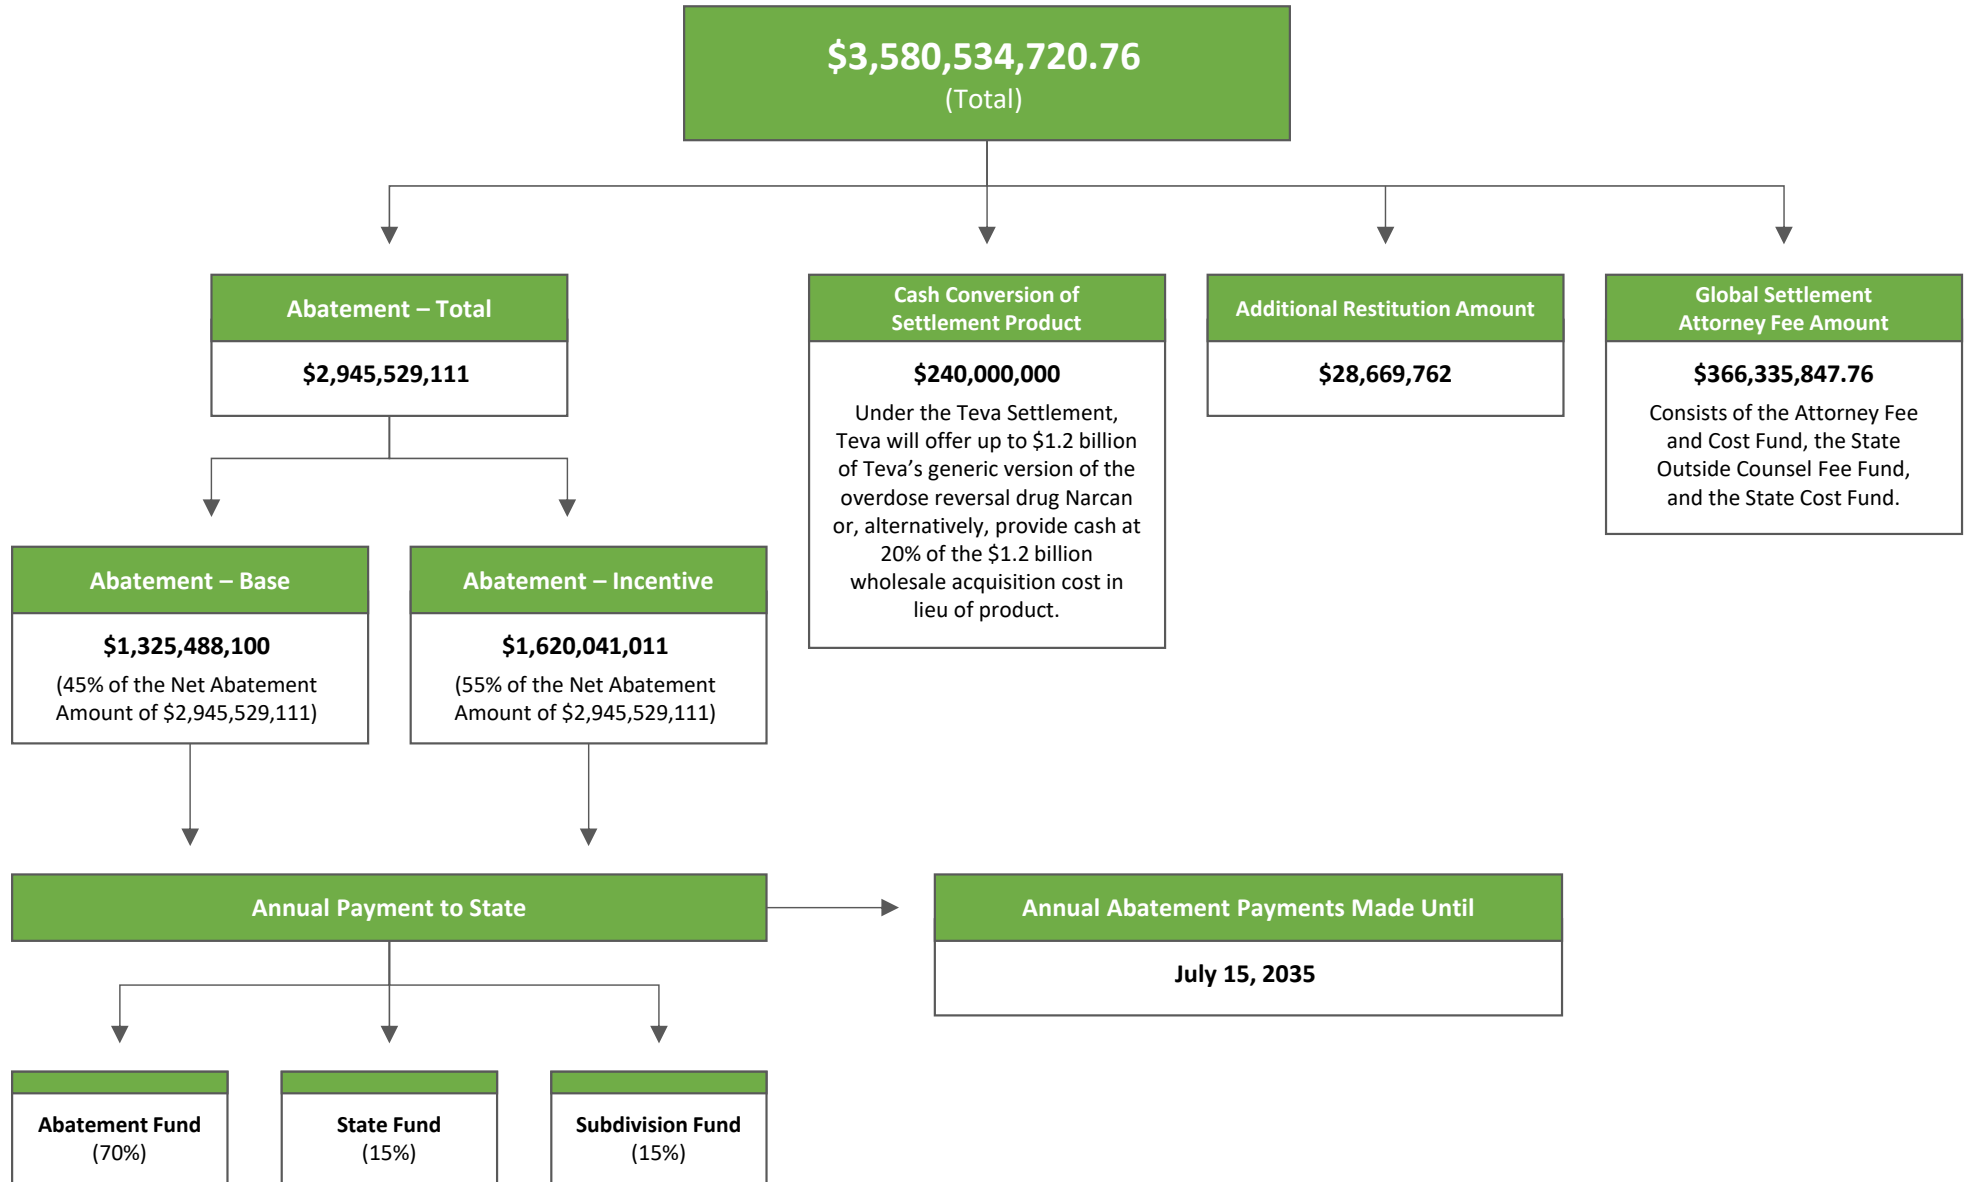 $3,580,534,720.76
(Total)
Abatement – Total
$2,945,529,111
Cash Conversion of
Settlement Product
$240,000,000
Under the Teva Settlement,
Teva will offer up to $1.2 billion
of Teva’s generic version of the
overdose reversal drug Narcan
or, alternatively, provide cash at
20% of the $1.2 billion
wholesale acquisition cost in
lieu of product.
Additional Restitution Amount
$28,669,762
Global Settlement
Attorney Fee Amount
$366,335,847.76
Consists of the Attorney Fee
and Cost Fund, the State
Outside Counsel Fee Fund,
and the State Cost Fund.
Abatement – Base
$1,325,488,100
(45% of the Net Abatement
Amount of $2,945,529,111)
Abatement – Incentive
$1,620,041,011
(55% of the Net Abatement
Amount of $2,945,529,111)
Annual Payment to State
Annual Abatement Payments Made Until
July 15, 2035
Abatement Fund
(70%)
State Fund
(15%)
Subdivision Fund
(15%)